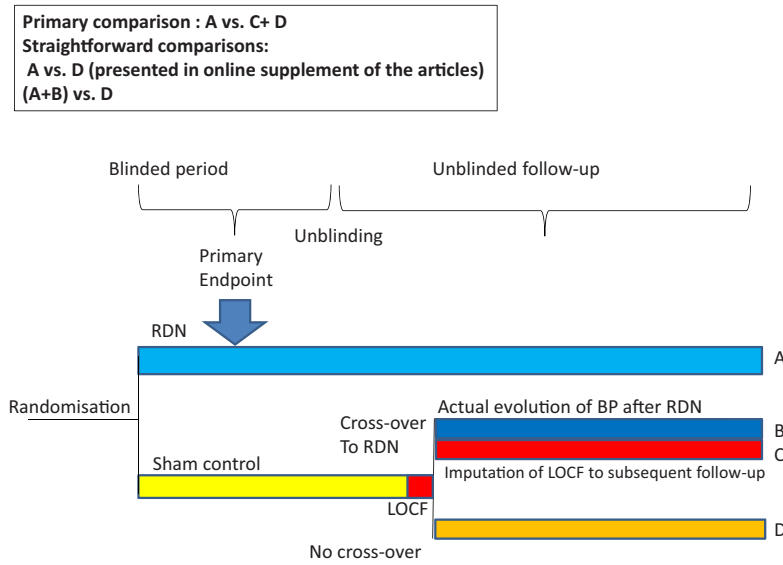 Primary comparison : A vs. C+ D
Straightforward comparisons:
A vs. D (presented in online supplement of the articles)
(A+B) vs. D
Blinded period
Unblinded follow-up
Unblinding
Primary
Endpoint
RDN
A
Randomisation
Actual evolution of BP after RDN
Cross-over
To RDN
B
C
Sham control
Imputation of LOCF to subsequent follow-up
LOCF
D
No cross-over